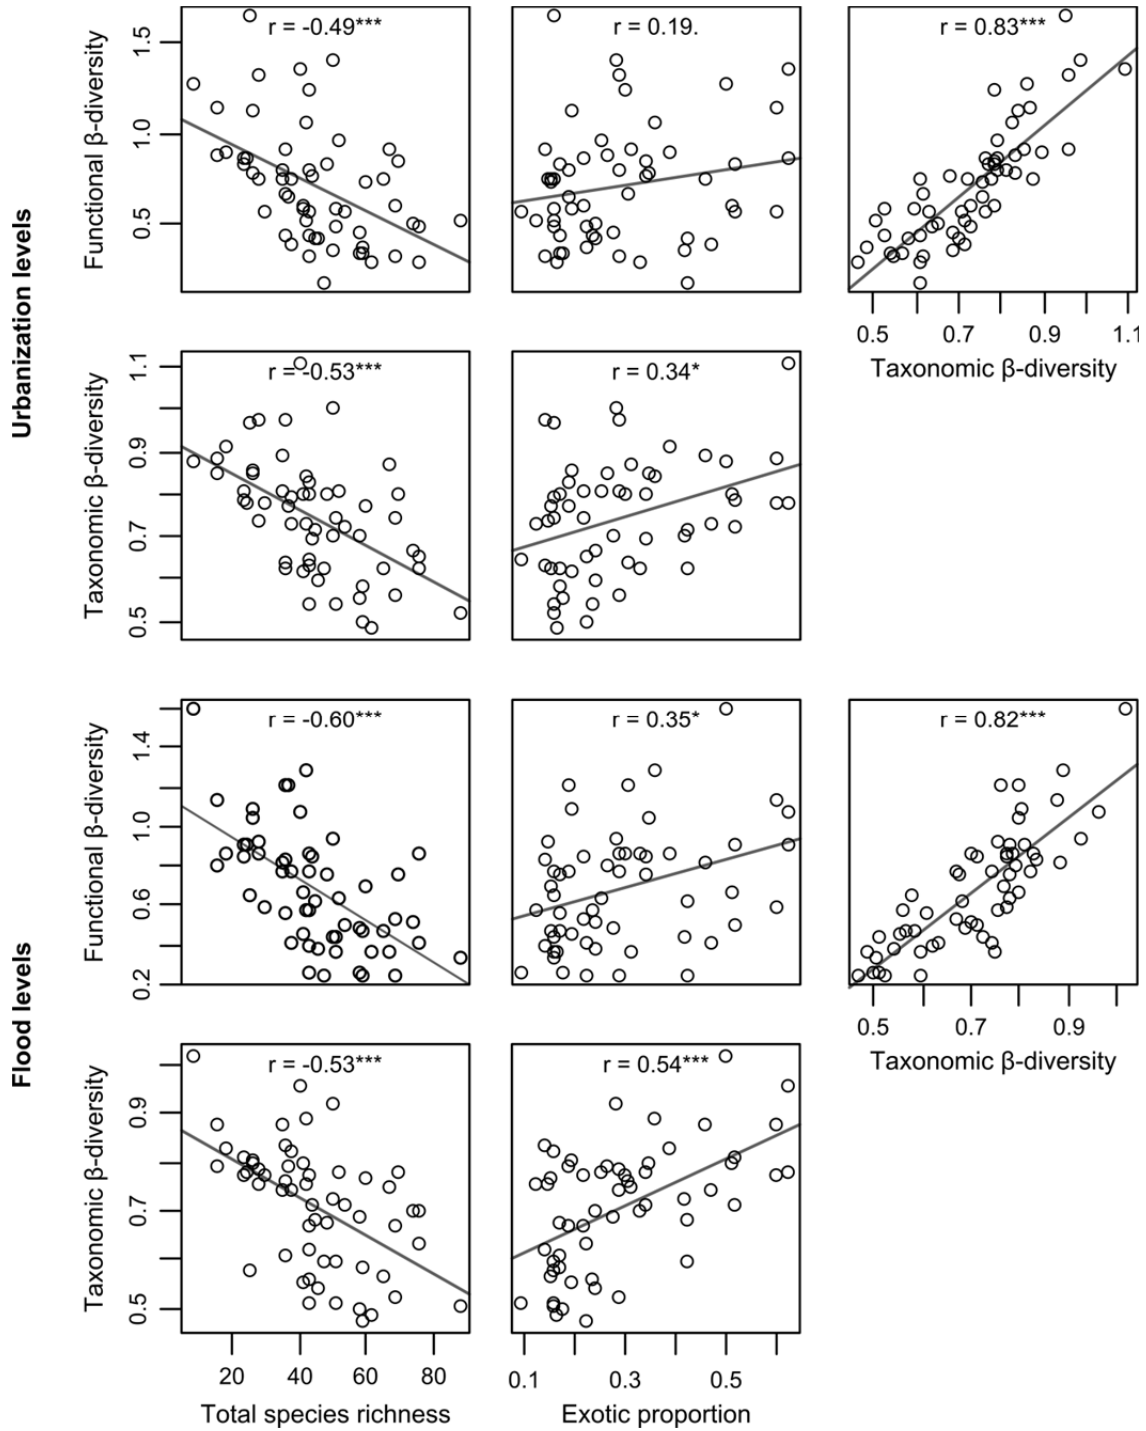 Urbanization levels
Functional β-diversity
1.5
1.0
0.5
r = -0.49***
r = 0.19.
r = 0.83***
0.5 0.7 0.9 1.1
Taxonomic β-diversity
Taxonomic β-diversity
1.1
0.9
0.7
0.5
r = -0.53***
r = 0.34*
Flood levels
Functional β-diversity
1.4
1.0
0.6
0.2
r = -0.60***
r = 0.35*
r = 0.82***
0.5 0.7 0.9
Taxonomic β-diversity
Taxonomic β-diversity
0.9
0.7
0.5
r = -0.53***
r = 0.54***
20 40 60 80
0.1 0.3 0.5
Total species richness
Exotic proportion